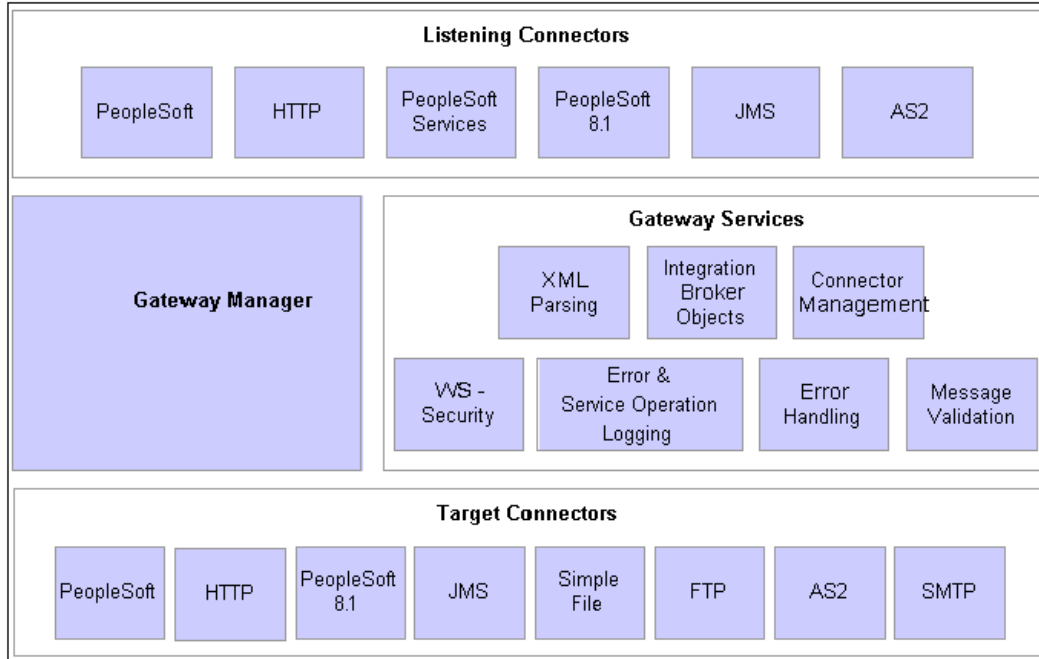 Listening Connectors
PeopleSoft
HTTP
PeopleSoft
Services
PeopleSoft
8.1
JMS
AS2
Gateway Manager
Gateway Services
XML
Parsing
Integration
Broker
Objects
Connector
Management
WS -
Security
Error &
Service Operation
Logging
Error
Handling
Message
Validation
Target Connectors
PeopleSoft
HTTP
PeopleSoft
8.1
JMS
Simple
File
FTP
AS2
SMTP